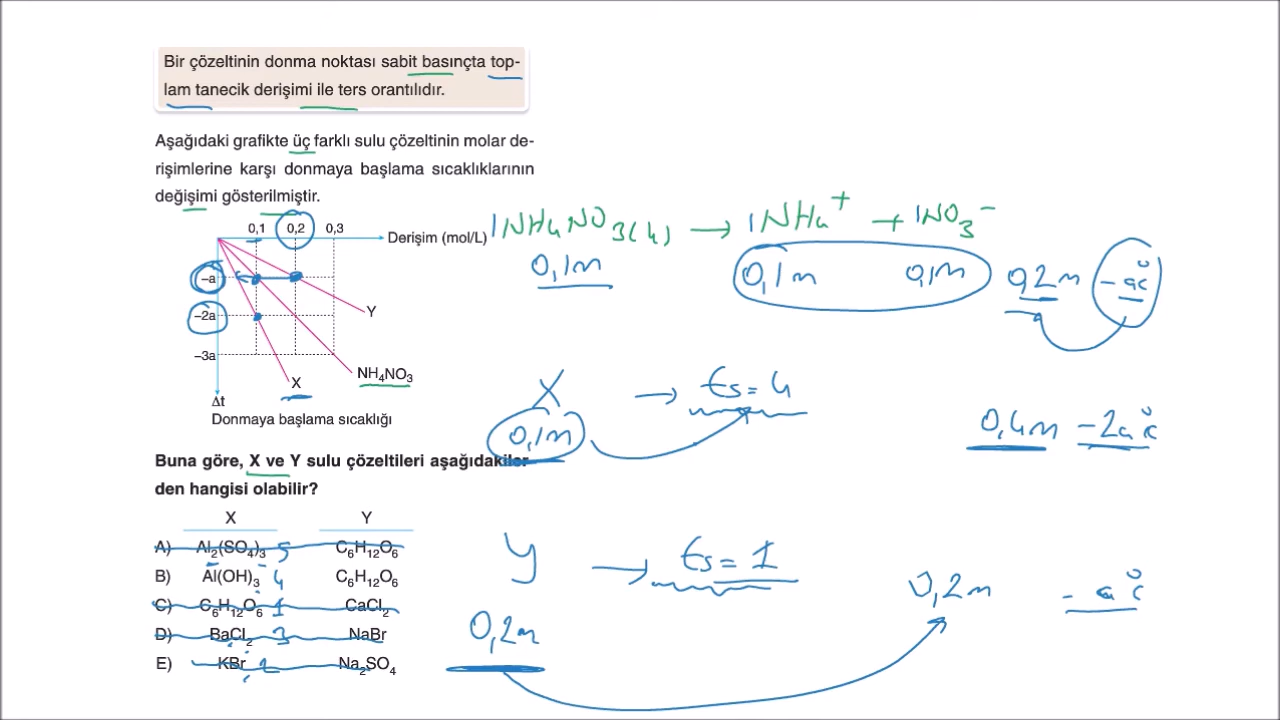 Bir çözeltinin donma noktası sabit basınçta top-
lam tanecik derişimi ile ters orantılıdır.
Aşağıdaki grafikte üç farklı sulu çözeltinin molar de-
rişimlerine karşı donmaya başlama sıcaklıklarının
değişimi gösterilmiştir.
0,1 0,2 0,3
Derişim (mol/L)
-a
-2a
-3a
Y
NH₄NO₃
X
Δt
Donmaya başlama sıcaklığı
1NH₄NO₃(k) → 1NH₄⁺ + 1NO₃⁻
0,1m 0,1m 0,1m 0,2m -a°c
X → ts = 4
0,1m 0,4m -2a°c
Buna göre, X ve Y sulu çözeltileri aşağıdakiler-
den hangisi olabilir?
X Y
A) Al₂(SO₄)₃ 5 C₆H₁₂O₆
B) Al(OH)₃ 4 C₆H₁₂O₆
C) C₆H₁₂O₆ 1 CaCl₂
D) BaCl₂ 3 NaBr
E) KBr 2 Na₂SO₄
Y → ts = 1
0,2m 0,2m -a°c